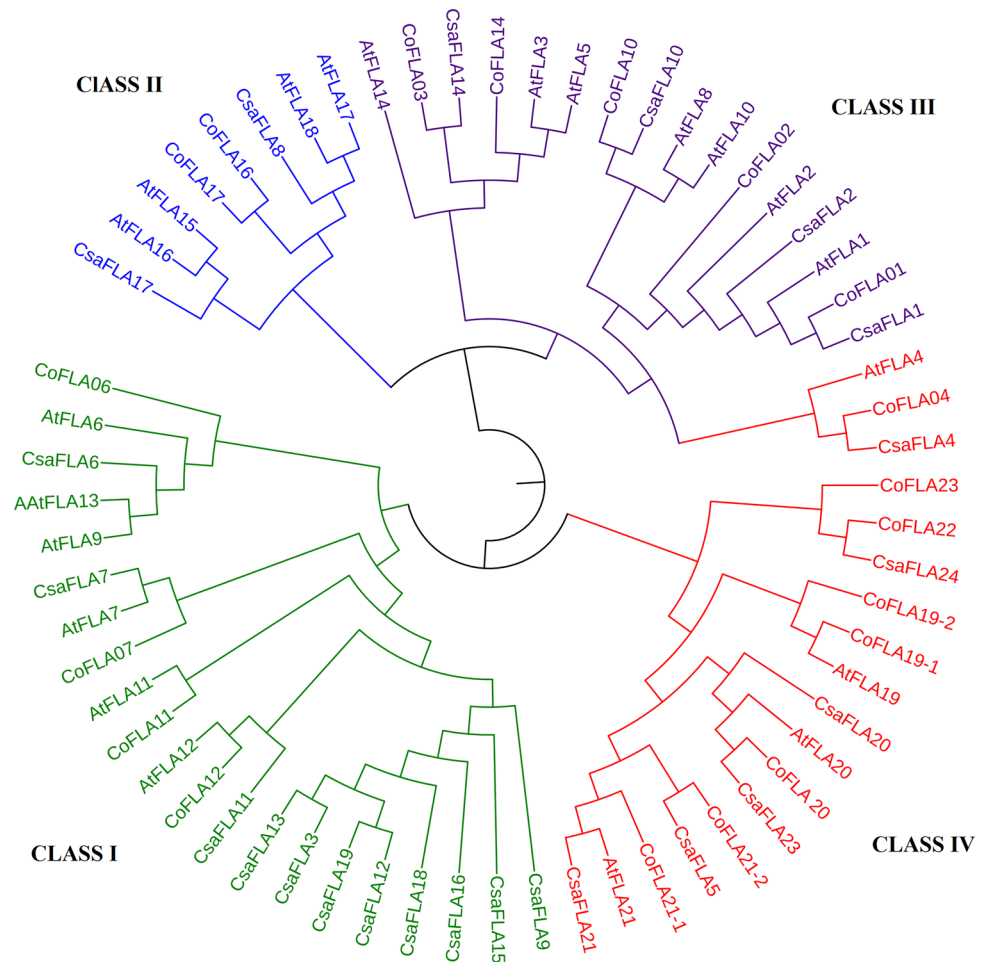 ClASS II
AtFLA14
CoFLA03
CsaFLA14
CoFLA14
AtFLA3
AtFLA5
CoFLA10
CsaFLA10
AtFLA8
AtFLA10
CoFLA02
AtFLA2
CsaFLA2
AtFLA1
CoFLA01
CsaFLA1
CLASS III
AtFLA4
CoFLA04
CsaFLA4
CoFLA23
CoFLA22
CsaFLA24
CoFLA19-2
CoFLA19-1
AtFLA19
CsaFLA20
AtFLA20
CoFLA 20
CsaFLA23
CoFLA21-2
CsaFLA5
CoFLA21-1
AtFLA21
CsaFLA21
CLASS IV
CsaFLA9
CsaFLA15
CsaFLA16
CsaFLA18
CsaFLA12
CsaFLA19
CsaFLA3
CsaFLA13
CsaFLA11
CoFLA12
AtFLA12
CoFLA11
AtFLA11
CoFLA07
AtFLA7
CsaFLA7
AtFLA9
AAtFLA13
CsaFLA6
AtFLA6
CoFLA06
CLASS I
CsaFLA17
AtFLA16
AtFLA15
CoFLA17
CoFLA16
CsaFLA8
AtFLA18
AtFLA17